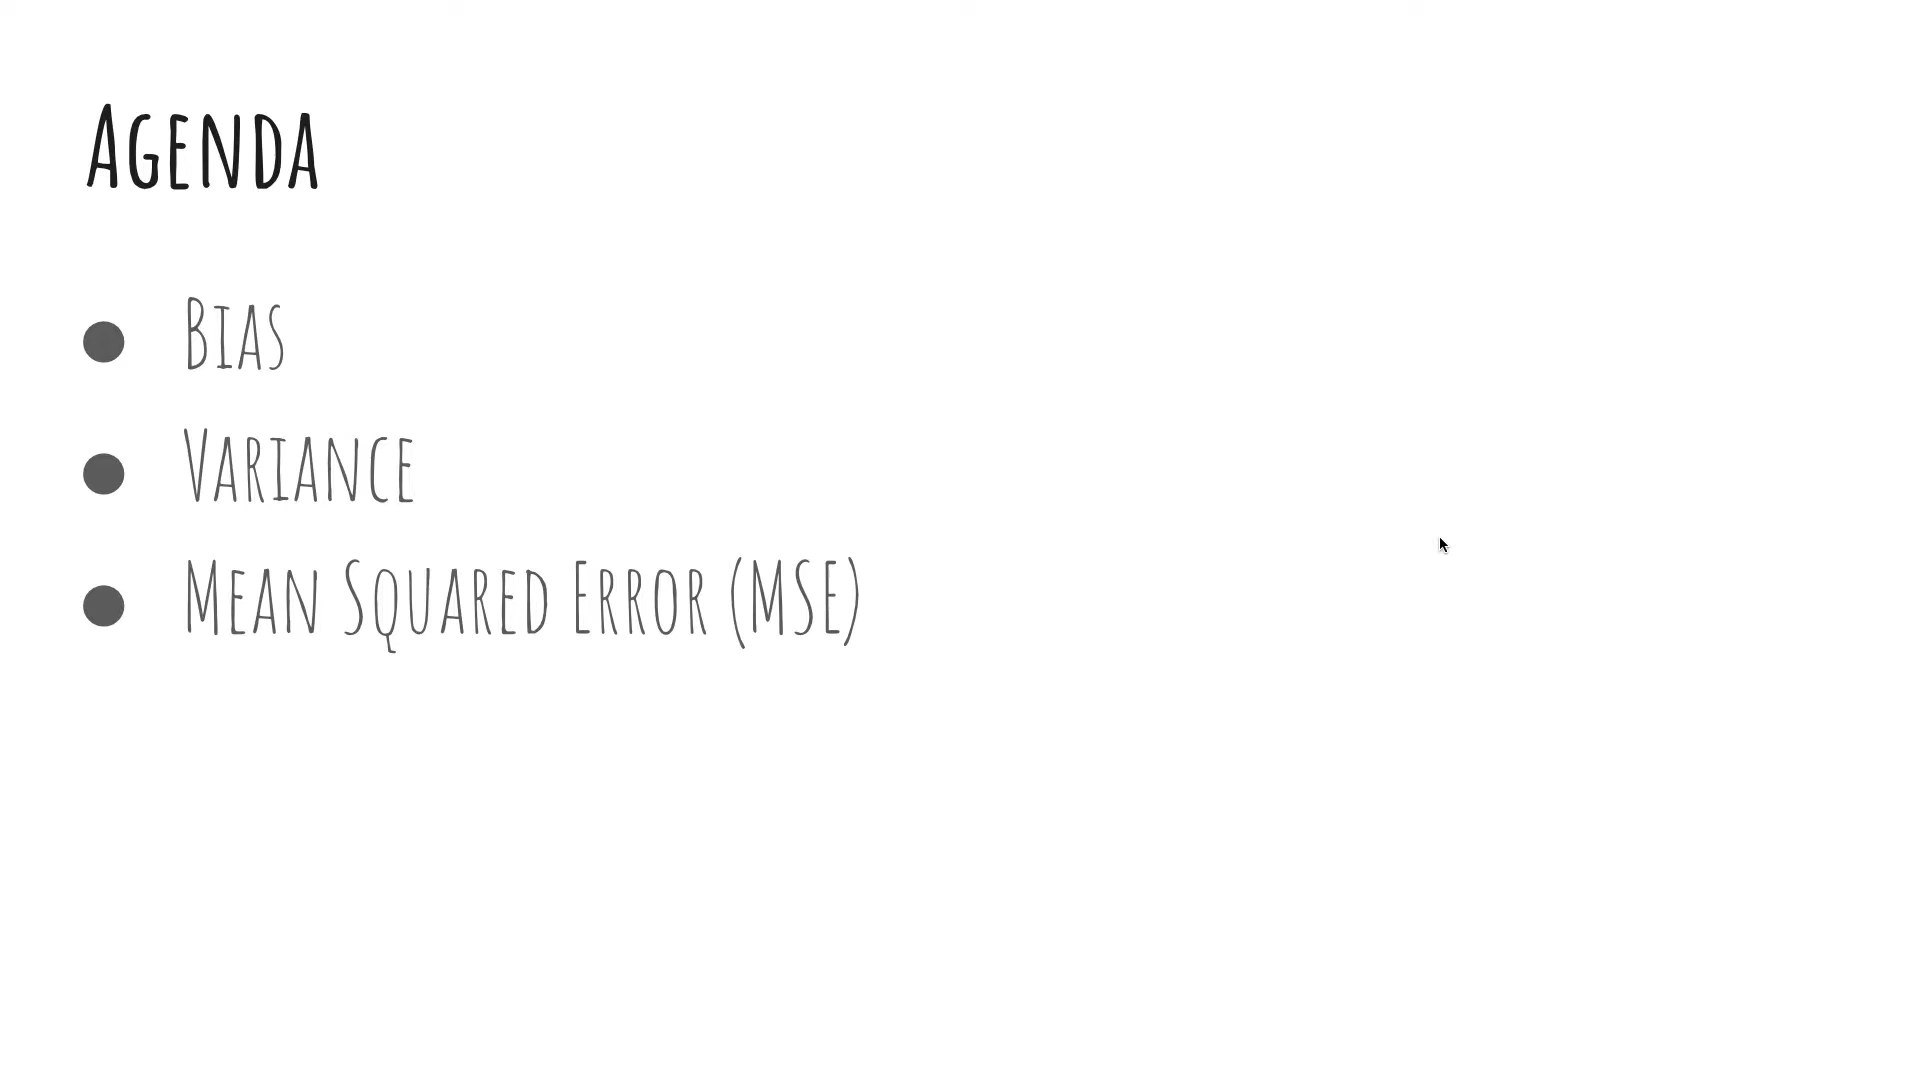 Agenda
● Bias
● Variance
● Mean Squared Error (MSE)